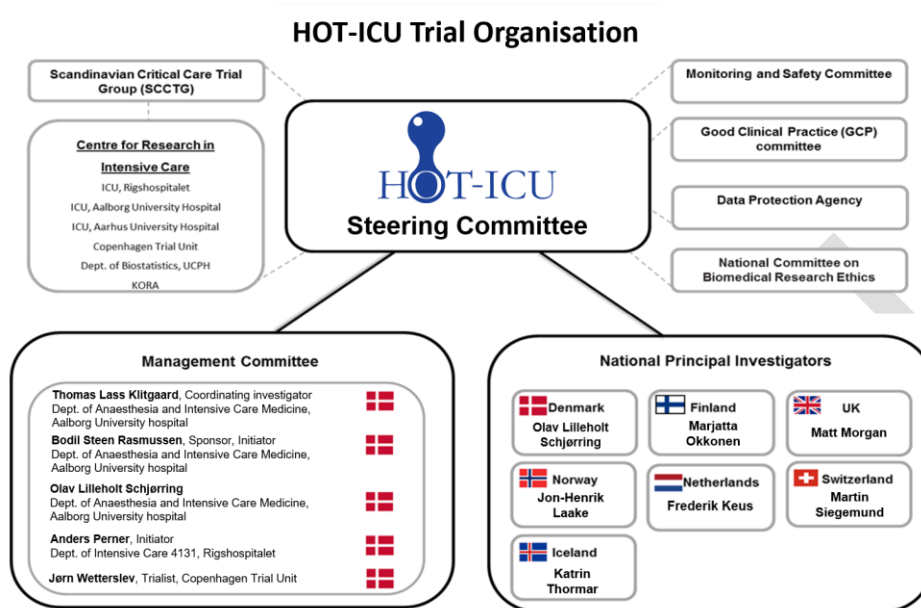 HOT-ICU Trial Organisation
Scandinavian Critical Care Trial
Group (SCCTG)
Centre for Research in
Intensive Care
ICU, Rigshospitalet
ICU, Aalborg University Hospital
ICU, Aarhus University Hospital
Copenhagen Trial Unit
Dept. of Biostatistics, UCPH
KORA
HOT-ICU
Steering Committee
Monitoring and Safety Committee
Good Clinical Practice (GCP)
committee
Data Protection Agency
National Committee on
Biomedical Research Ethics
Management Committee
Thomas Lass Klitgaard, Coordinating investigator
Dept. of Anaesthesia and Intensive Care Medicine,
Aalborg University hospital
Bodil Steen Rasmussen, Sponsor, Initiator
Dept. of Anaesthesia and Intensive Care Medicine,
Aalborg University hospital
Olav Lilleholt Schjørring
Dept. of Anaesthesia and Intensive Care Medicine,
Aalborg University hospital
Anders Perner, Initiator
Dept. of Intensive Care 4131, Rigshospitalet
Jørn Wetterslev, Trialist, Copenhagen Trial Unit
National Principal Investigators
Denmark
Olav Lilleholt
Schjørring
Finland
Marjatta
Okkonen
UK
Matt Morgan
Norway
Jon-Henrik
Laake
Netherlands
Frederik Keus
Switzerland
Martin
Siegemund
Iceland
Katrin
Thormar